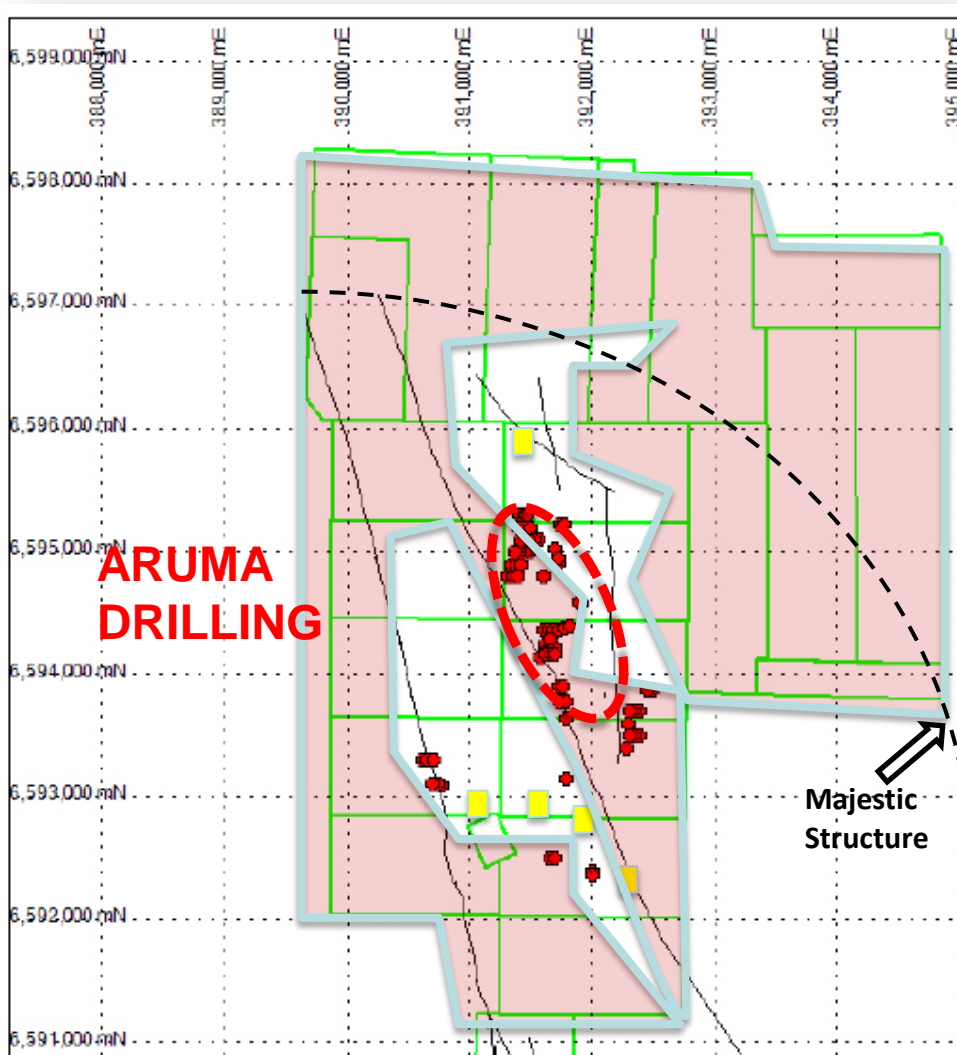 388,000 mE
389,000 mE
390,000 mE
391,000 mE
392,000 mE
393,000 mE
394,000 mE
6,599,000 mN
6,598,000 mN
6,597,000 mN
6,596,000 mN
6,595,000 mN
ARUMA
DRILLING
6,594,000 mN
6,593,000 mN
Majestic
Structure
6,592,000 mN
6,591,000 mN